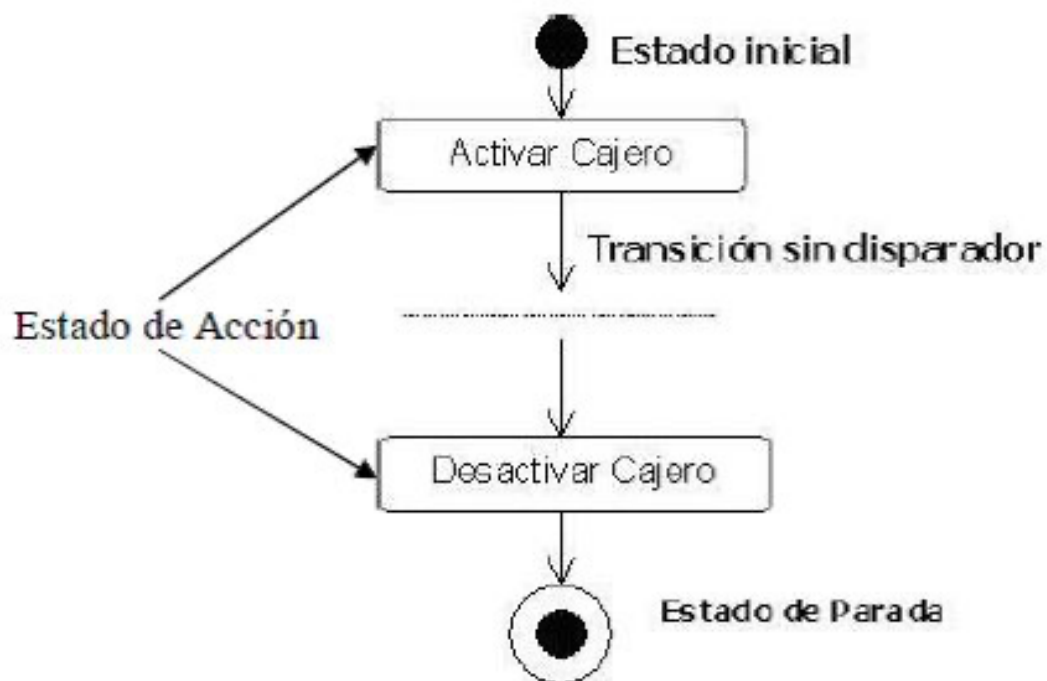 Estado inicial
Activar Cajero
Transición sin disparador
Estado de Acción
Desactivar Cajero
Estado de Parada